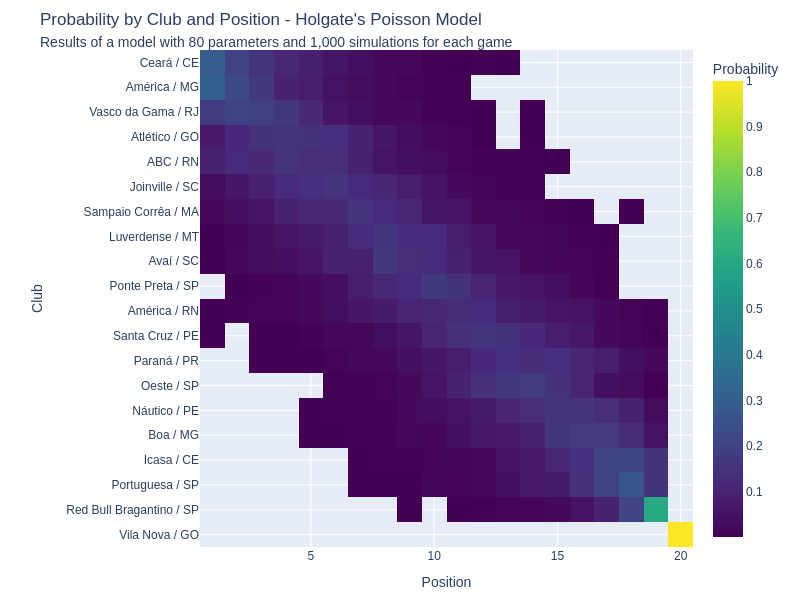 Probability by Club and Position - Holgate's Poisson Model
Results of a model with 80 parameters and 1,000 simulations for each game
Probability
Club
Ceará / CE
América / MG
Vasco da Gama / RJ
Atlético / GO
ABC / RN
Joinville / SC
Sampaio Corrêa / MA
Luverdense / MT
Avaí / SC
Ponte Preta / SP
América / RN
Santa Cruz / PE
Paraná / PR
Oeste / SP
Náutico / PE
Boa / MG
Icasa / CE
Portuguesa / SP
Red Bull Bragantino / SP
Vila Nova / GO
5 10 15 20
Position
1
0.9
0.8
0.7
0.6
0.5
0.4
0.3
0.2
0.1